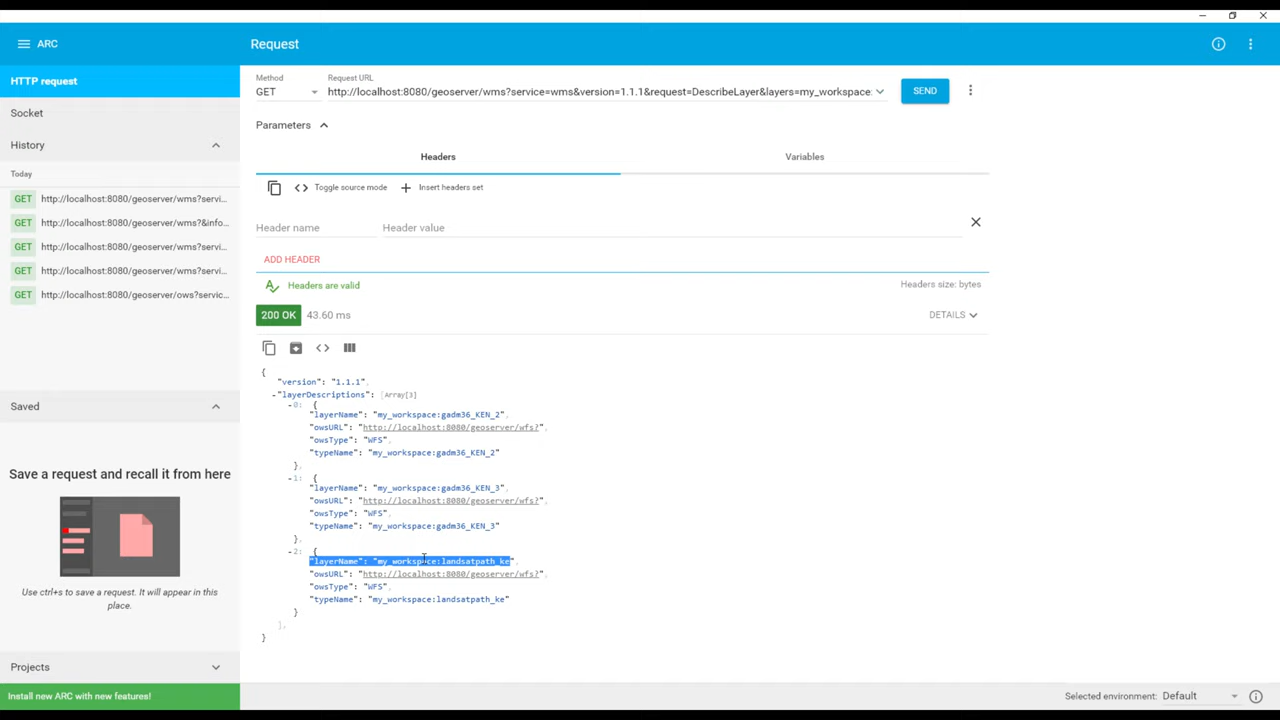 ARC
Request
HTTP request
Socket
History
Today
GET http://localhost:8080/geoserver/wms?servi...
GET http://localhost:8080/geoserver/wms?&info...
GET http://localhost:8080/geoserver/wms?servi...
GET http://localhost:8080/geoserver/wms?servi...
GET http://localhost:8080/geoserver/ows?servic...
Saved
Save a request and recall it from here
Use ctrl+s to save a request. It will appear in this
place.
Projects
Install new ARC with new features!
Method
GET
Request URL
http://localhost:8080/geoserver/wms?service=wms&version=1.1.1&request=DescribeLayer&layers=my_workspace:
SEND
Parameters
Headers
Variables
Toggle source mode
Insert headers set
Header name
Header value
ADD HEADER
Headers are valid
Headers size: bytes
200 OK
43.60 ms
DETAILS
{
"version": "1.1.1",
-"layerDescriptions": [Array[3]
-0: {
"layerName": "my_workspace:gadm36_KEN_2",
"owsURL": "http://localhost:8080/geoserver/wfs?",
"owsType": "WFS",
"typeName": "my_workspace:gadm36_KEN_2"
},
-1: {
"layerName": "my_workspace:gadm36_KEN_3",
"owsURL": "http://localhost:8080/geoserver/wfs?",
"owsType": "WFS",
"typeName": "my_workspace:gadm36_KEN_3"
},
-2: {
"layerName": "my_workspace:landsatpath_ke",
"owsURL": "http://localhost:8080/geoserver/wfs?",
"owsType": "WFS",
"typeName": "my_workspace:landsatpath_ke"
}
],
}
Selected environment: Default